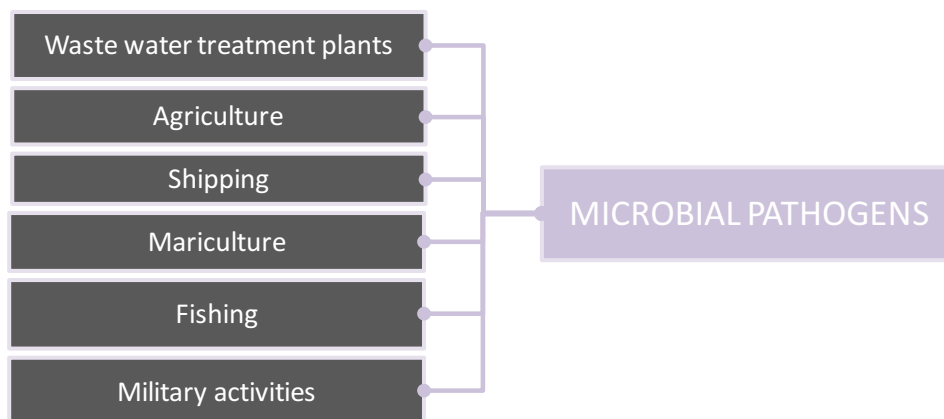 Waste water treatment plants
Agriculture
Shipping
Mariculture
Fishing
Military activities
MICROBIAL PATHOGENS